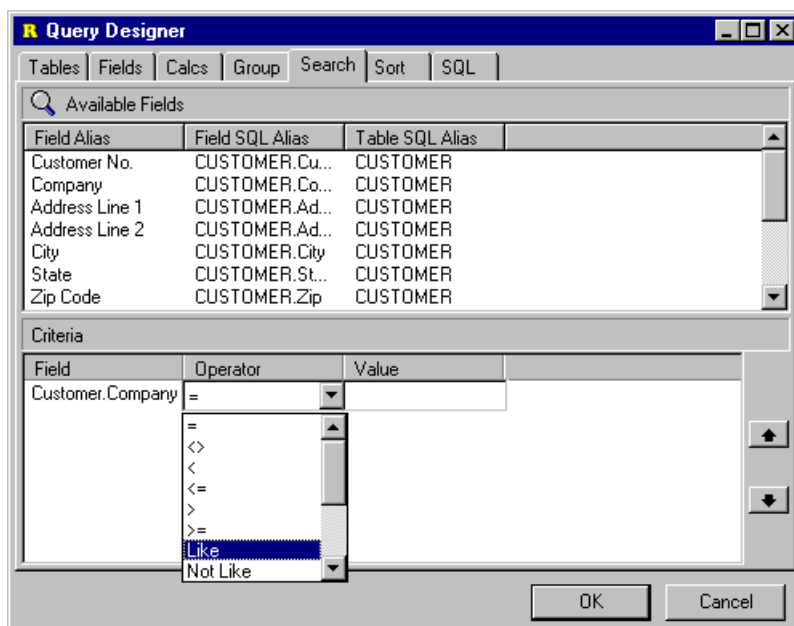 R Query Designer
Tables Fields Calcs Group Search Sort SQL
Available Fields
Field Alias Field SQL Alias Table SQL Alias
Customer No. CUSTOMER.Cu... CUSTOMER
Company CUSTOMER.Co... CUSTOMER
Address Line 1 CUSTOMER.Ad... CUSTOMER
Address Line 2 CUSTOMER.Ad... CUSTOMER
City CUSTOMER.City CUSTOMER
State CUSTOMER.St... CUSTOMER
Zip Code CUSTOMER.Zip CUSTOMER
Criteria
Field Operator Value
Customer.Company =
=
<>
<
<=
>
>=
Like
Not Like
OK Cancel